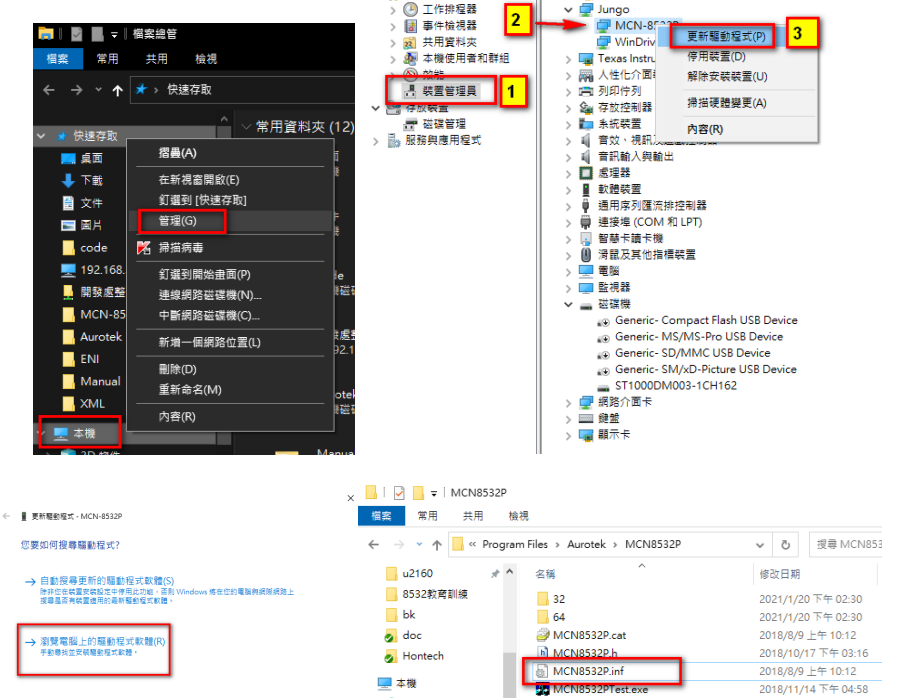 檔案總管
檔案
常用
共用
檢視
快速存取
快速存取
常用資料夾 (12)
桌面
下載
文件
圖片
code
192.168.
開發處整
MCN-85
Aurotek
ENI
Manual
XML
本機
摺疊(A)
在新視窗開啟(E)
釘選到 [快速存取]
管理(G)
掃描病毒
釘選到開始畫面(P)
連線網路磁碟機(N)...
中斷網路磁碟機(C)...
新增一個網路位置(L)
刪除(D)
重新命名(M)
內容(R)
工作排程器
事件檢視器
共用資料夾
本機使用者和群組
效能
裝置管理員
1
存放裝置
磁碟管理
服務與應用程式
2
Jungo
MCN-8532P
WinDriv
Texas Instru
人性化介面
列印佇列
存放控制器
系統裝置
音效、視訊及遊戲控制器
音訊輸入與輸出
處理器
軟體裝置
通用序列匯流排控制器
連接埠 (COM 和 LPT)
智慧卡讀卡機
滑鼠及其他指標裝置
電腦
監視器
磁碟機
Generic- Compact Flash USB Device
Generic- MS/MS-Pro USB Device
Generic- SD/MMC USB Device
Generic- SM/xD-Picture USB Device
ST1000DM003-1CH162
網路介面卡
鍵盤
顯示卡
更新驅動程式(P)
3
停用裝置(D)
解除安裝裝置(U)
掃描硬體變更(A)
內容(R)
更新驅動程式 - MCN-8532P
您要如何搜尋驅動程式?
自動搜尋更新的驅動程式軟體(S)
除非您在裝置安裝設定中停用此功能，否則 Windows 將在您的電腦與網際網路上
搜尋是否有裝置適用的最新驅動程式軟體。
瀏覽電腦上的驅動程式軟體(R)
手動尋找並安裝驅動程式軟體。
MCN8532P
檔案
常用
共用
檢視
« Program Files › Aurotek › MCN8532P
搜尋 MCN853
u2160
8532教育訓練
bk
doc
Hontech
本機
名稱
修改日期
32
2021/1/20 下午 02:30
64
2021/1/20 下午 02:30
MCN8532P.cat
2018/8/9 上午 10:12
MCN8532P.h
2018/10/17 下午 03:16
MCN8532P.inf
2018/8/9 上午 10:12
MCN8532PTest.exe
2018/11/14 下午 04:58